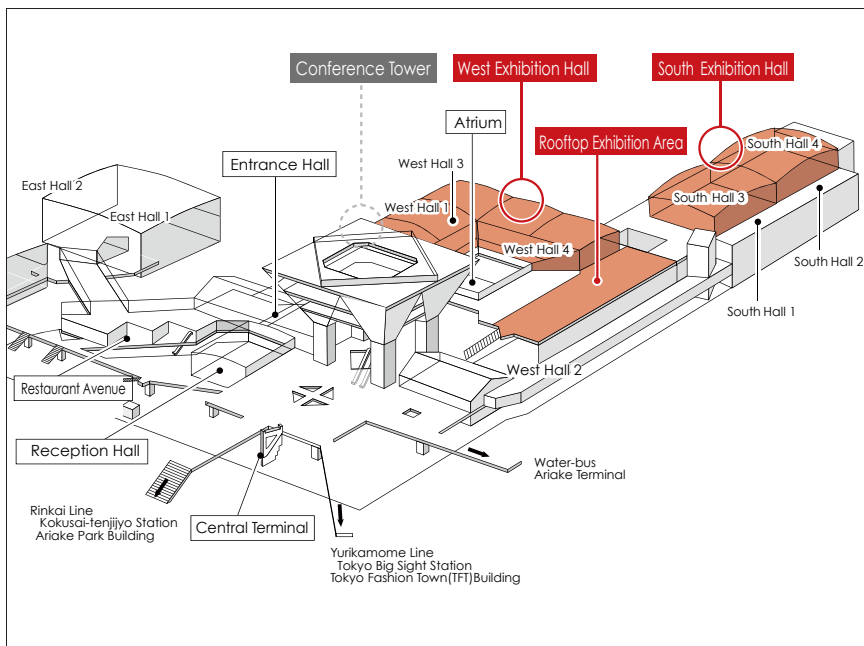 Conference Tower
West Exhibition Hall
South Exhibition Hall
Atrium
Rooftop Exhibition Area
South Hall 4
Entrance Hall
West Hall 3
East Hall 2
South Hall 3
West Hall 1
East Hall 1
West Hall 4
South Hall 2
South Hall 1
West Hall 2
Restaurant Avenue
Reception Hall
Water-bus
Ariake Terminal
Rinkai Line
Kokusai-tenjijyo Station
Ariake Park Building
Central Terminal
Yurikamome Line
Tokyo Big Sight Station
Tokyo Fashion Town(TFT)Building